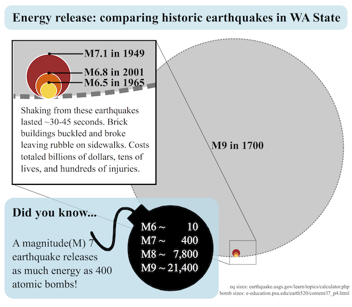 Energy release: comparing historic earthquakes in WA State
M7.1 in 1949
M6.8 in 2001
M6.5 in 1965
Shaking from these earthquakes
lasted ~30-45 seconds. Brick
buildings buckled and broke
leaving rubble on sidewalks. Costs
totaled billions of dollars, tens of
lives, and hundreds of injuries.
M9 in 1700
Did you know...
A magnitude(M) 7
earthquake releases
as much energy as 400
atomic bombs!
M6 ~ 10
M7 ~ 400
M8 ~ 7,800
M9 ~ 21,400
eq sizes: earthquake.usgs.gov/learn/topics/calculator.php
bomb sizes: e-education.psu.edu/earth520/content/l7_p4.html